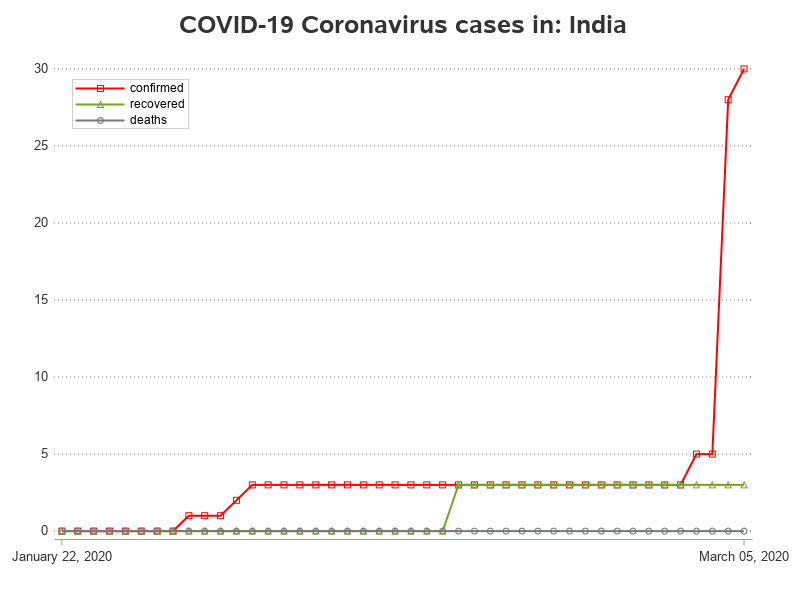 COVID-19 Coronavirus cases in: India
30
25
20
15
10
5
0
confirmed
recovered
deaths
January 22, 2020
March 05, 2020